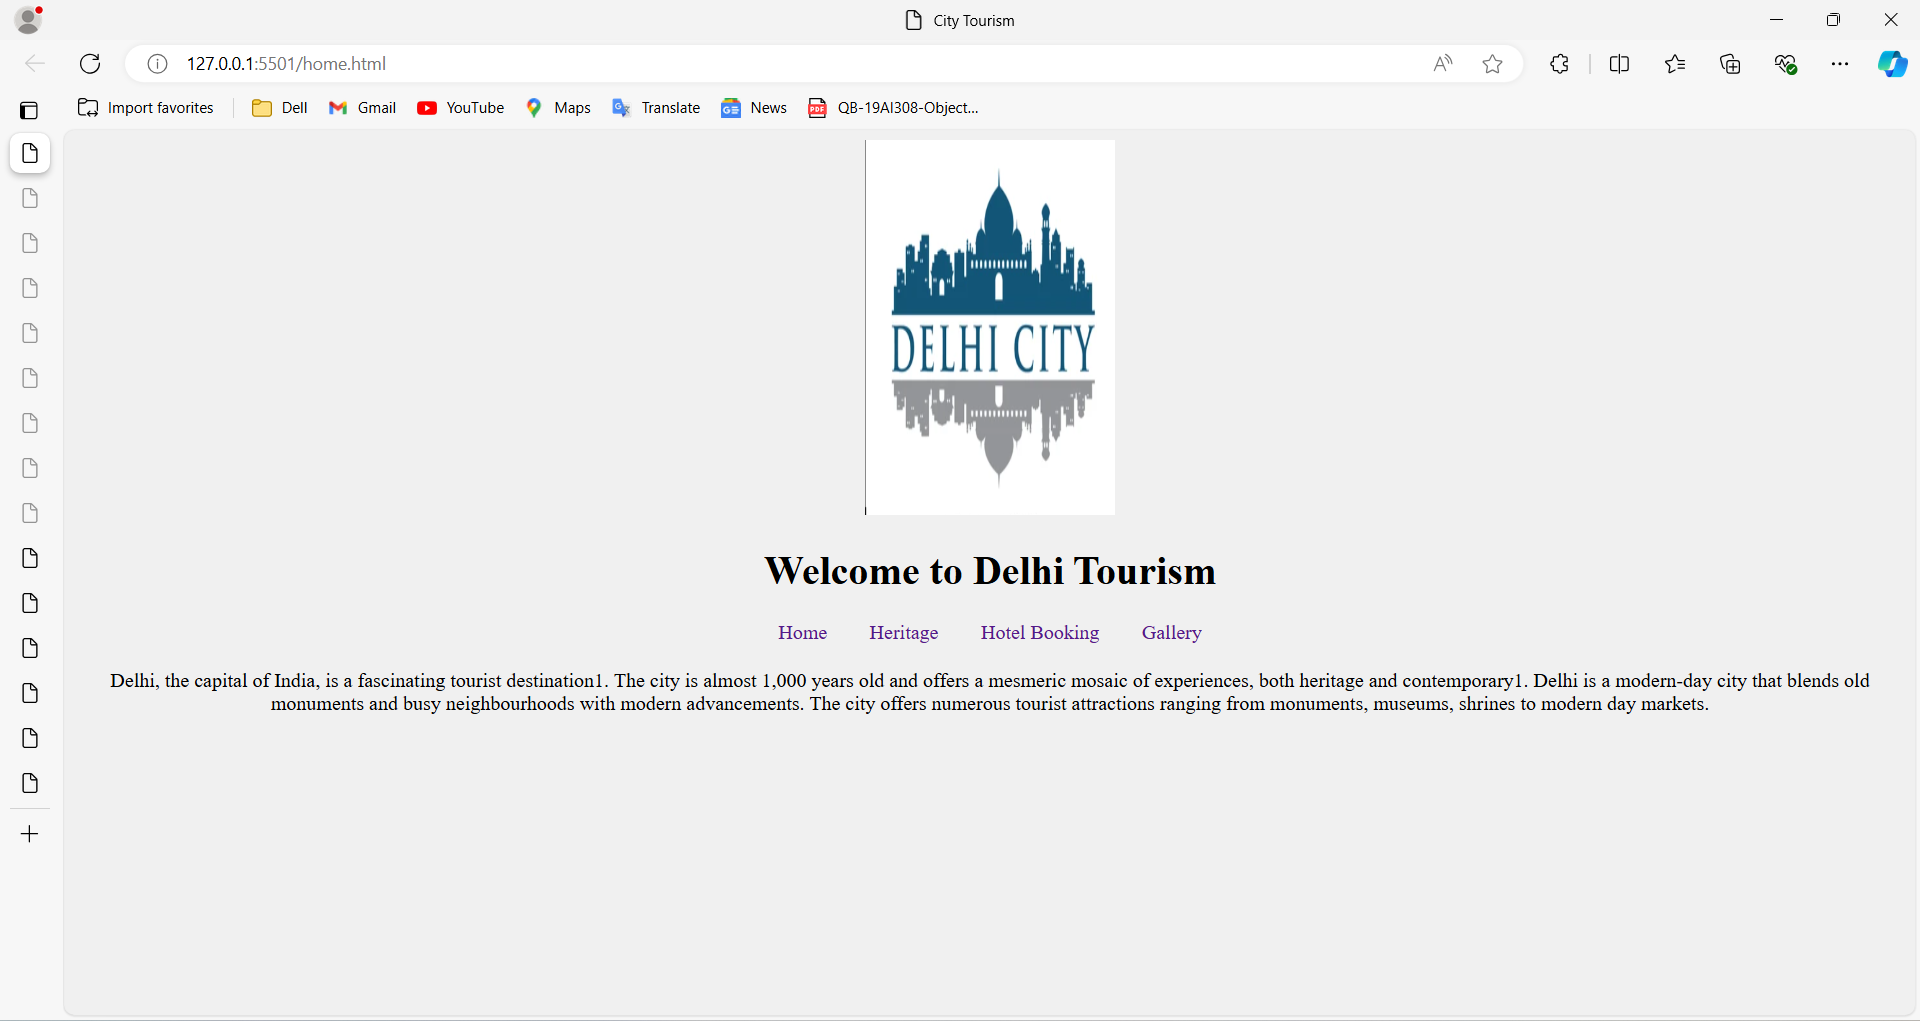 City Tourism
127.0.0.1:5501/home.html
Import favorites Dell Gmail YouTube Maps Translate News QB-19AI308-Object...
DELHI CITY
Welcome to Delhi Tourism
Home Heritage Hotel Booking Gallery
Delhi, the capital of India, is a fascinating tourist destination1. The city is almost 1,000 years old and offers a mesmeric mosaic of experiences, both heritage and contemporary1. Delhi is a modern-day city that blends old
monuments and busy neighbourhoods with modern advancements. The city offers numerous tourist attractions ranging from monuments, museums, shrines to modern day markets.